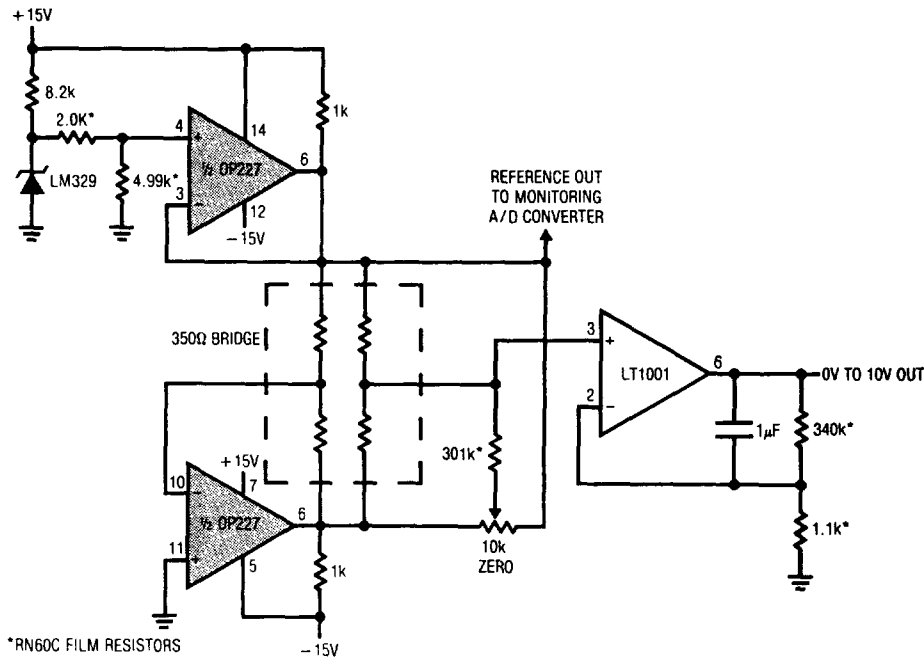 +15V
8.2k
2.0K*
LM329
4.99k*
4
+
3
−
½ OP227
14
12
−15V
6
1k
REFERENCE OUT
TO MONITORING
A/D CONVERTER
350Ω BRIDGE
301k*
10k
ZERO
3
+
2
−
LT1001
6
0V TO 10V OUT
1μF
340k*
1.1k*
10
−
11
+
½ OP227
+15V
7
5
6
1k
−15V
*RN60C FILM RESISTORS